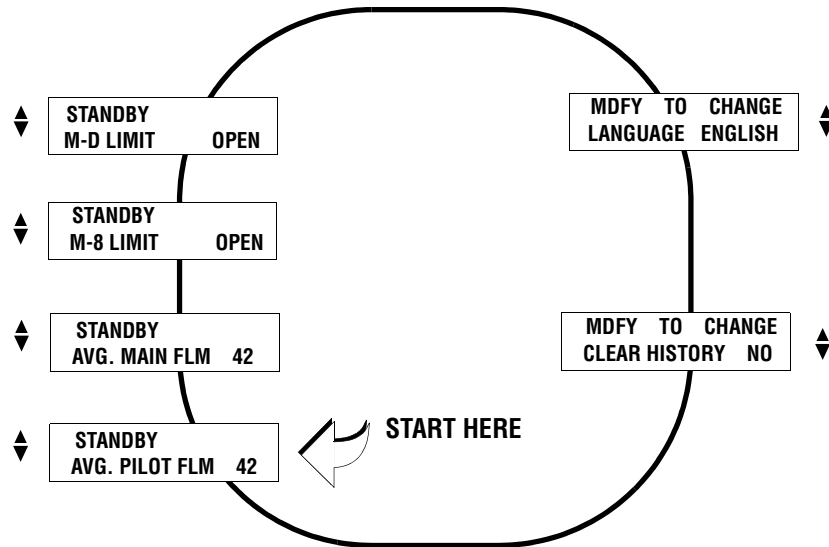 STANDBY
M-D LIMIT OPEN
MDFY TO CHANGE
LANGUAGE ENGLISH
STANDBY
M-8 LIMIT OPEN
STANDBY
AVG. MAIN FLM 42
MDFY TO CHANGE
CLEAR HISTORY NO
STANDBY
AVG. PILOT FLM 42
START HERE